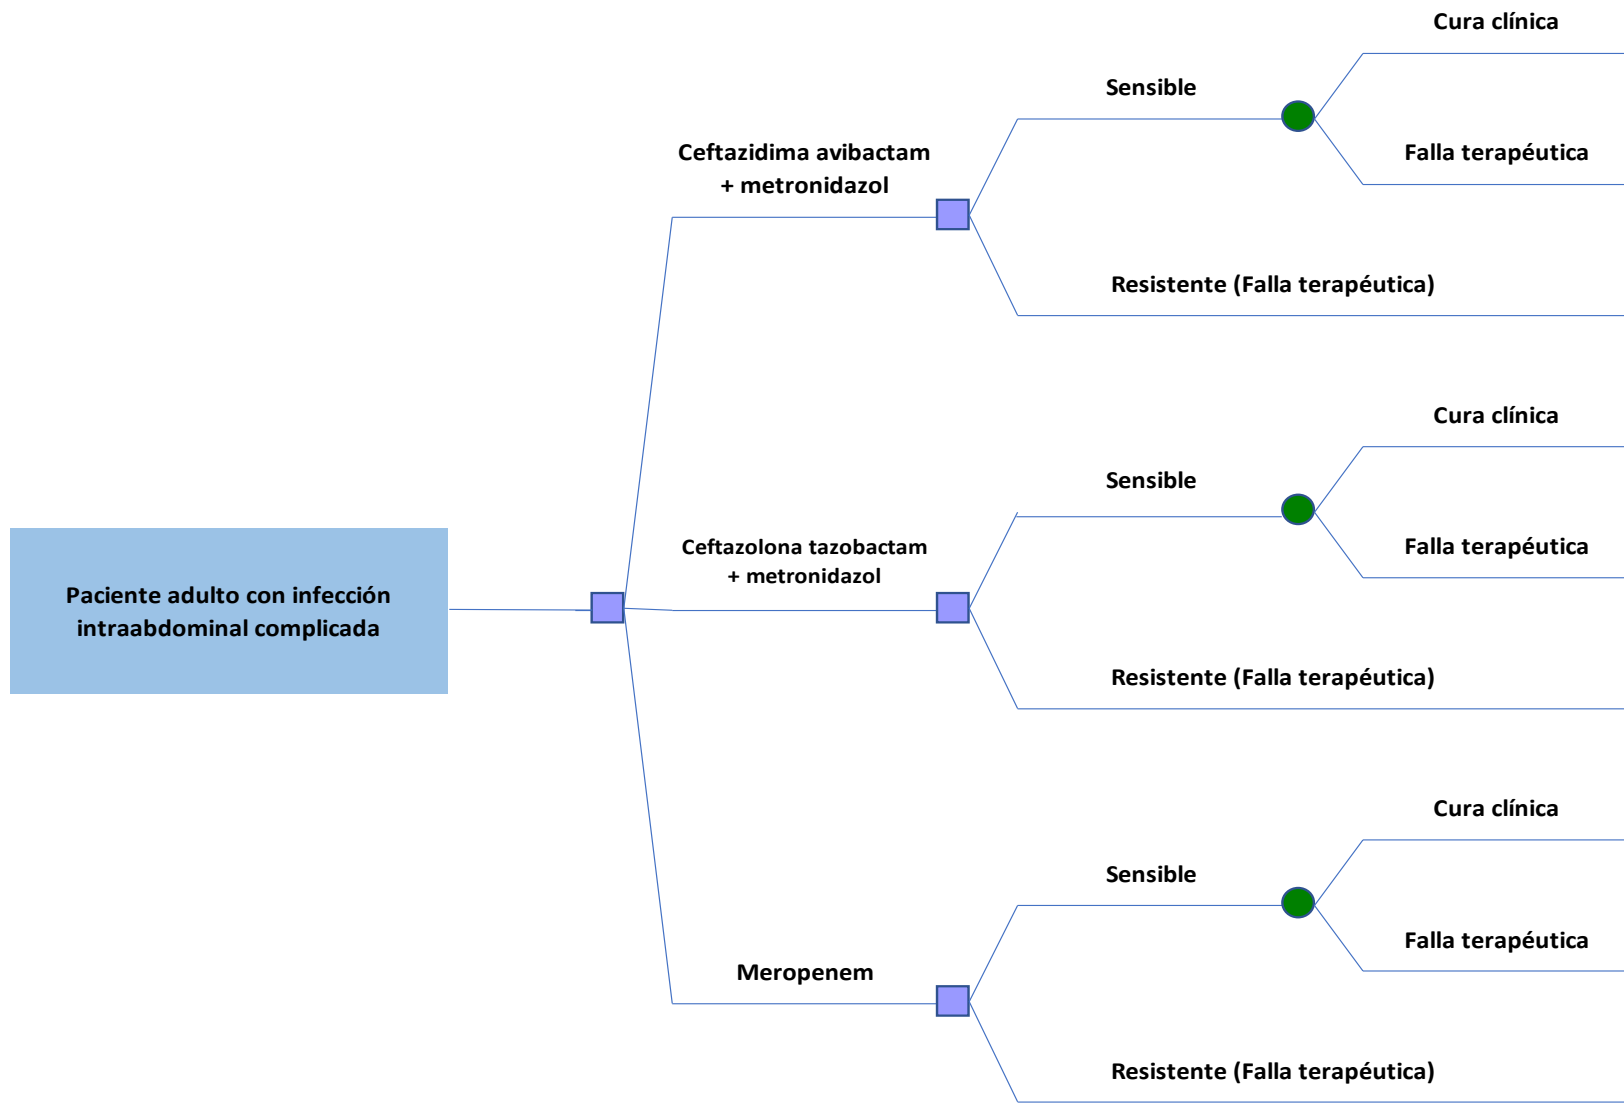 Cura clínica
Sensible
Ceftazidima avibactam
+ metronidazol
Falla terapéutica
Resistente (Falla terapéutica)
Cura clínica
Sensible
Ceftazolona tazobactam
+ metronidazol
Falla terapéutica
Paciente adulto con infección
intraabdominal complicada
Resistente (Falla terapéutica)
Cura clínica
Sensible
Falla terapéutica
Meropenem
Resistente (Falla terapéutica)